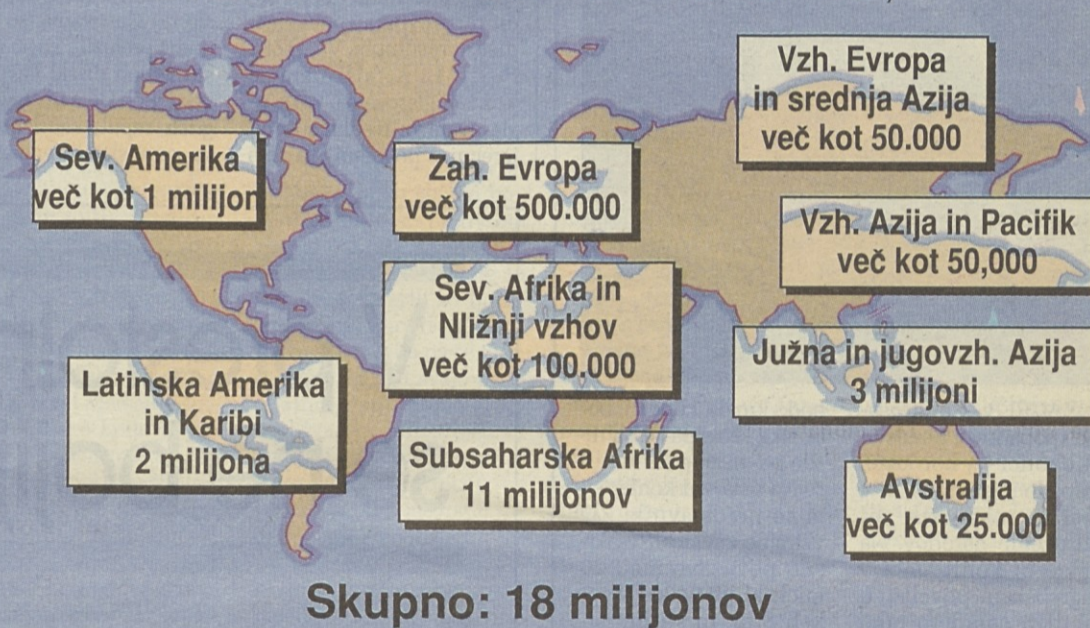 Sev. Amerika
več kot 1 milijon
Zah. Evropa
več kot 500.000
Vzh. Evropa
in srednja Azija
več kot 50.000
Vzh. Azija in Pacifik
več kot 50,000
Sev. Afrika in
Nližnji vzhov
več kot 100.000
Južna in jugovzh. Azija
3 milijoni
Latinska Amerika
in Karibi
2 milijona
Subsaharska Afrika
11 milijonov
Avstralija
več kot 25.000
Skupno: 18 milijonov